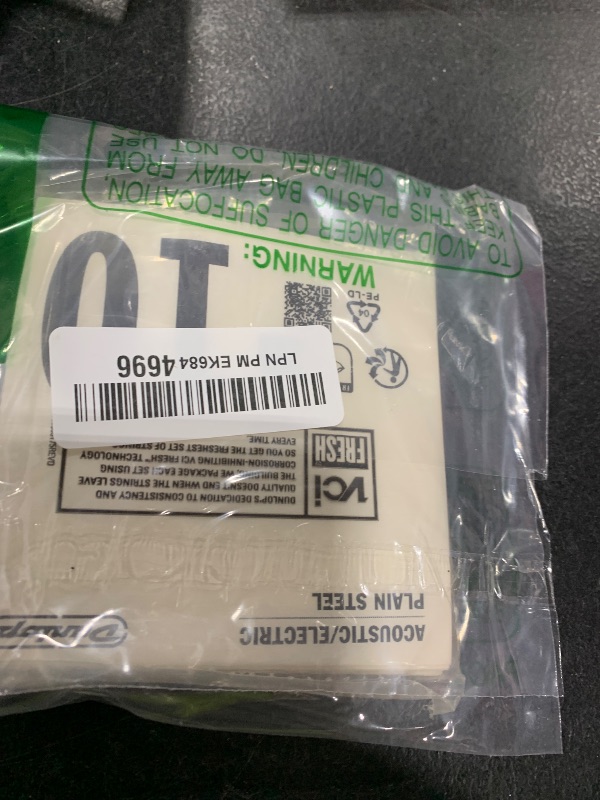 Dunlop
ACOUSTIC/ELECTRIC
PLAIN STEEL
VCI
FRESH
DUNLOP'S DEDICATION TO CONSISTENCY AND
QUALITY DOESN'T END WHEN THE STRINGS LEAVE
THE BUILDING. WE PACKAGE EACH SET USING
CORROSION-INHIBITING VCI FRESH™ TECHNOLOGY
SO YOU GET THE FRESHEST SET OF STRINGS
EVERY TIME.
LPN PM EK6844696
10
04
PE-LD
WARNING:
TO AVOID DANGER OF SUFFOCATION,
KEEP THIS PLASTIC BAG AWAY FROM
AND CHILDREN. DO NOT USE